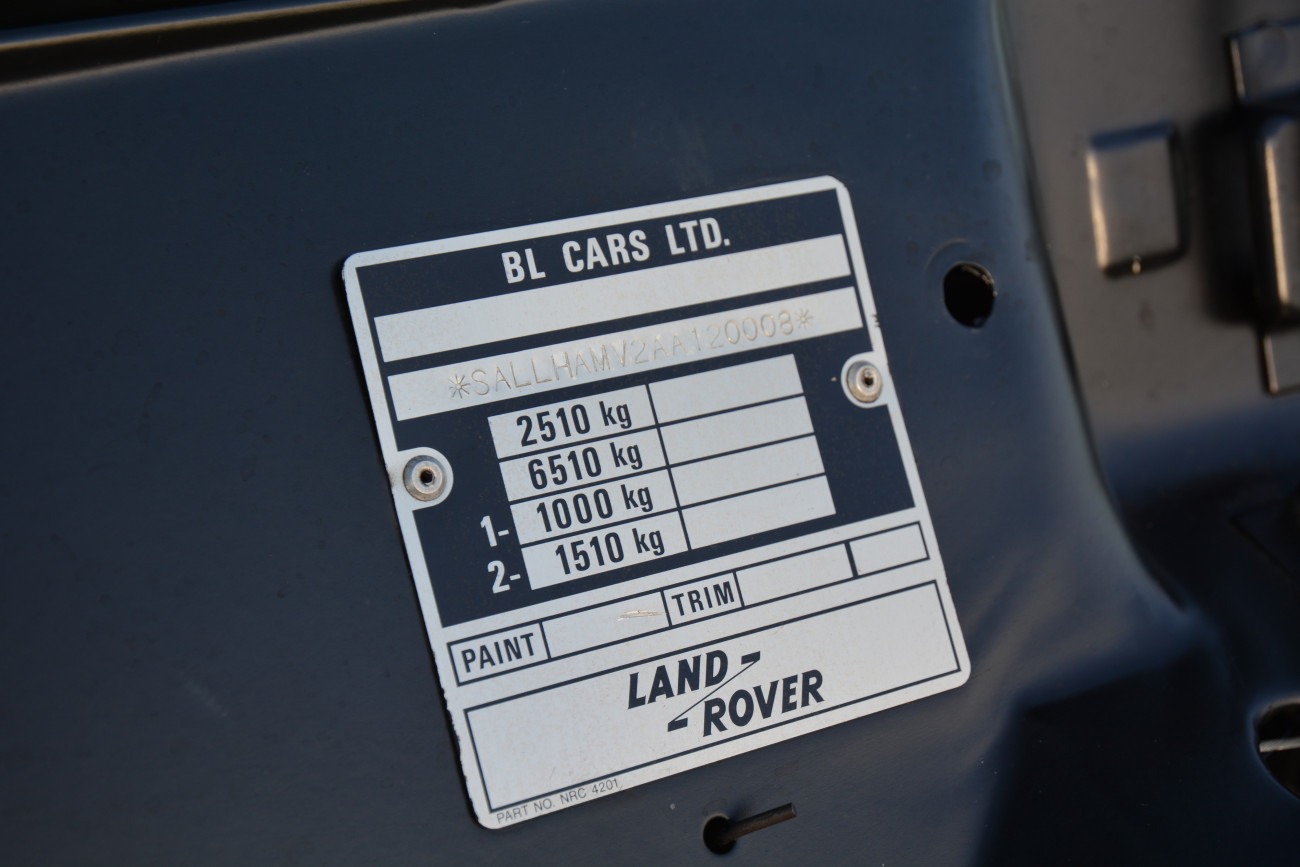 BL CARS LTD.
*SALLHAMV2AA120008*
2510 kg
6510 kg
1- 1000 kg
2- 1510 kg
PAINT TRIM
LAND
ROVER
PART NO. NRC 4201